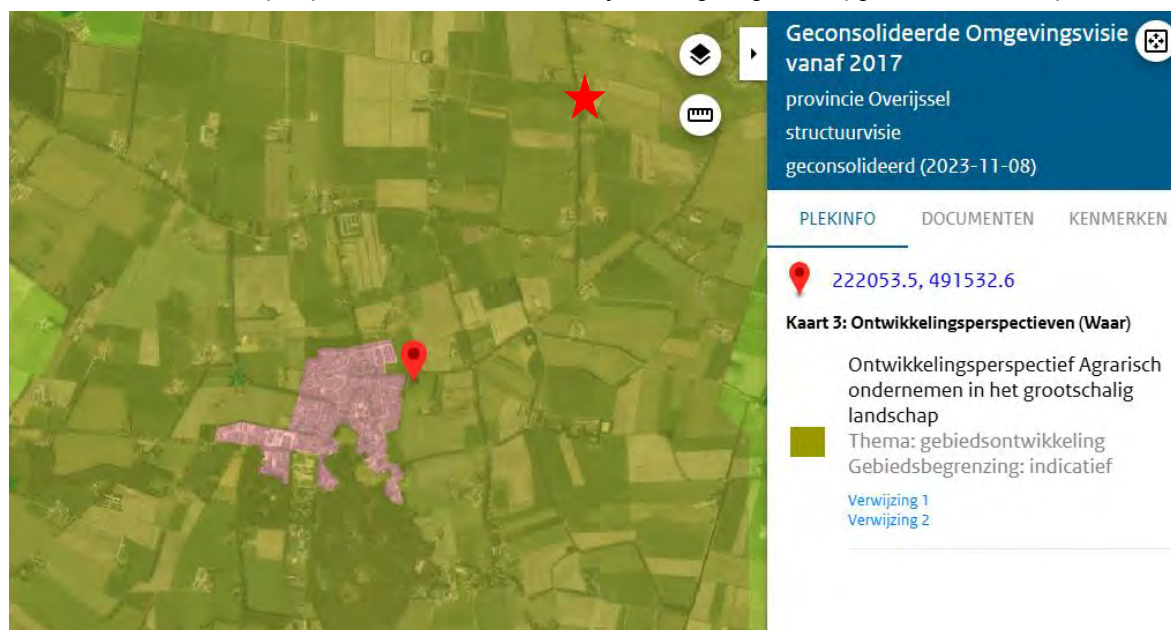 Geconsolideerde Omgevingsvisie
vanaf 2017
provincie Overijssel
structuurvisie
geconsolideerd (2023-11-08)
PLEKINFO DOCUMENTEN KENMERKEN
222053.5, 491532.6
Kaart 3: Ontwikkelingsperspectieven (Waar)
Ontwikkelingsperspectief Agrarisch
ondernemen in het grootschalig
landschap
Thema: gebiedsontwikkeling
Gebiedsbegrenzing: indicatief
Verwijzing 1
Verwijzing 2